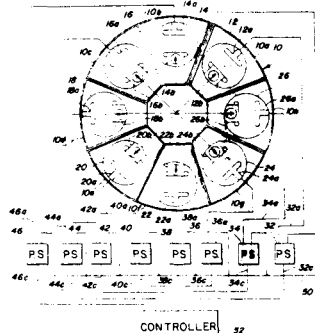 14a
16 10b 14
16a 12
12a
10c 10a
10
18 26
18a 14b
16b 12b 26a
18b 26b 10h
10d 20b
22b 24b
20 24
20a 24a
10e 10f 10g
22
46a 42a 40a 22a 38a 34a 32a
44a 36a
46 44 42 40 38 36 34 32
PS PS PS PS PS PS PS PS
46c 42c 38c 34c 32c
44c 40c 36c 50
CONTROLLER 52